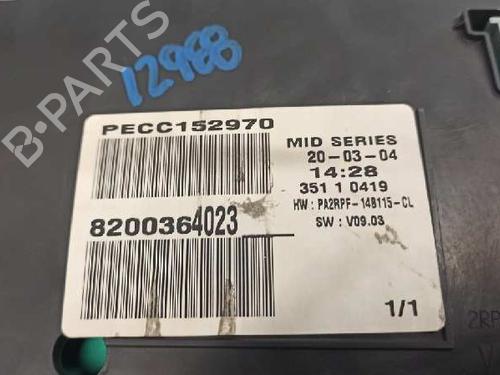 B-PARTS
12988
PECC152970
MID SERIES
20-03-04
14:28
351 1 0419
HW : PA2RPF-14B115-CL
SW : V09.03
8200364023
1/1
2RP